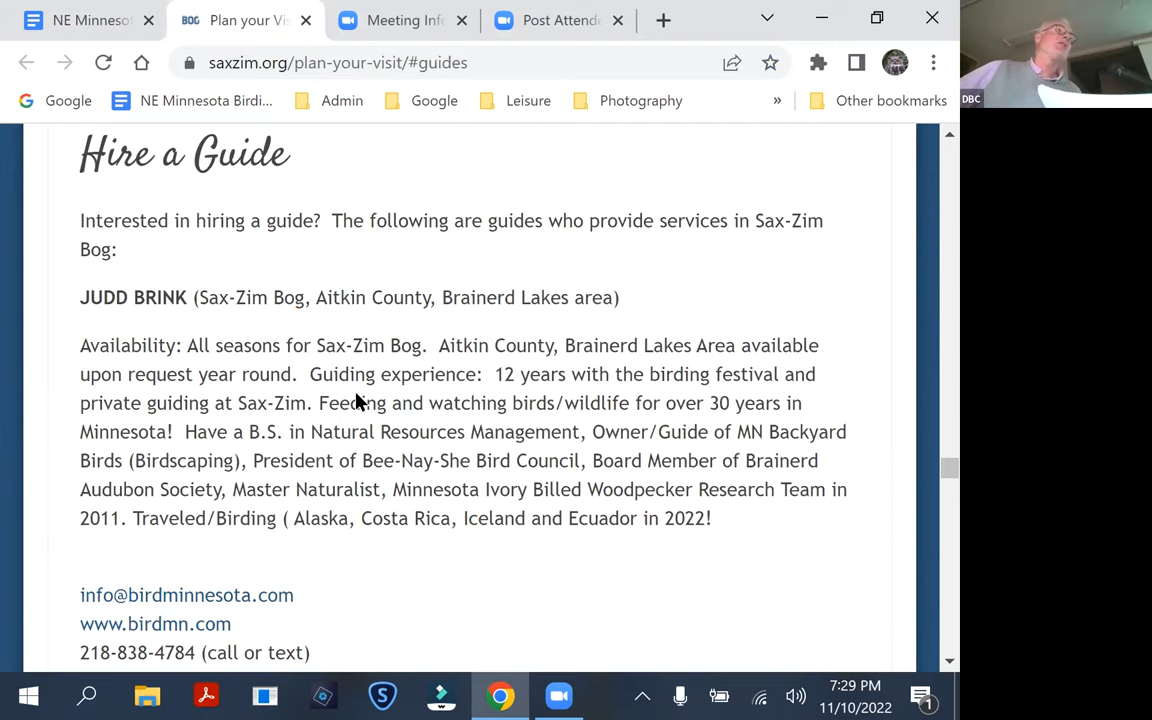 NE Minneso
Plan your Vis
Meeting Info
Post Attende
saxzim.org/plan-your-visit/#guides
Google
NE Minnesota Birdi...
Admin
Google
Leisure
Photography
»
Other bookmarks
DBC
Hire a Guide
Interested in hiring a guide?  The following are guides who provide services in Sax-Zim
Bog:
JUDD BRINK (Sax-Zim Bog, Aitkin County, Brainerd Lakes area)
Availability: All seasons for Sax-Zim Bog.  Aitkin County, Brainerd Lakes Area available
upon request year round.  Guiding experience:  12 years with the birding festival and
private guiding at Sax-Zim. Feeding and watching birds/wildlife for over 30 years in
Minnesota!  Have a B.S. in Natural Resources Management, Owner/Guide of MN Backyard
Birds (Birdscaping), President of Bee-Nay-She Bird Council, Board Member of Brainerd
Audubon Society, Master Naturalist, Minnesota Ivory Billed Woodpecker Research Team in
2011. Traveled/Birding ( Alaska, Costa Rica, Iceland and Ecuador in 2022!
info@birdminnesota.com
www.birdmn.com
218-838-4784 (call or text)
7:29 PM
11/10/2022
1